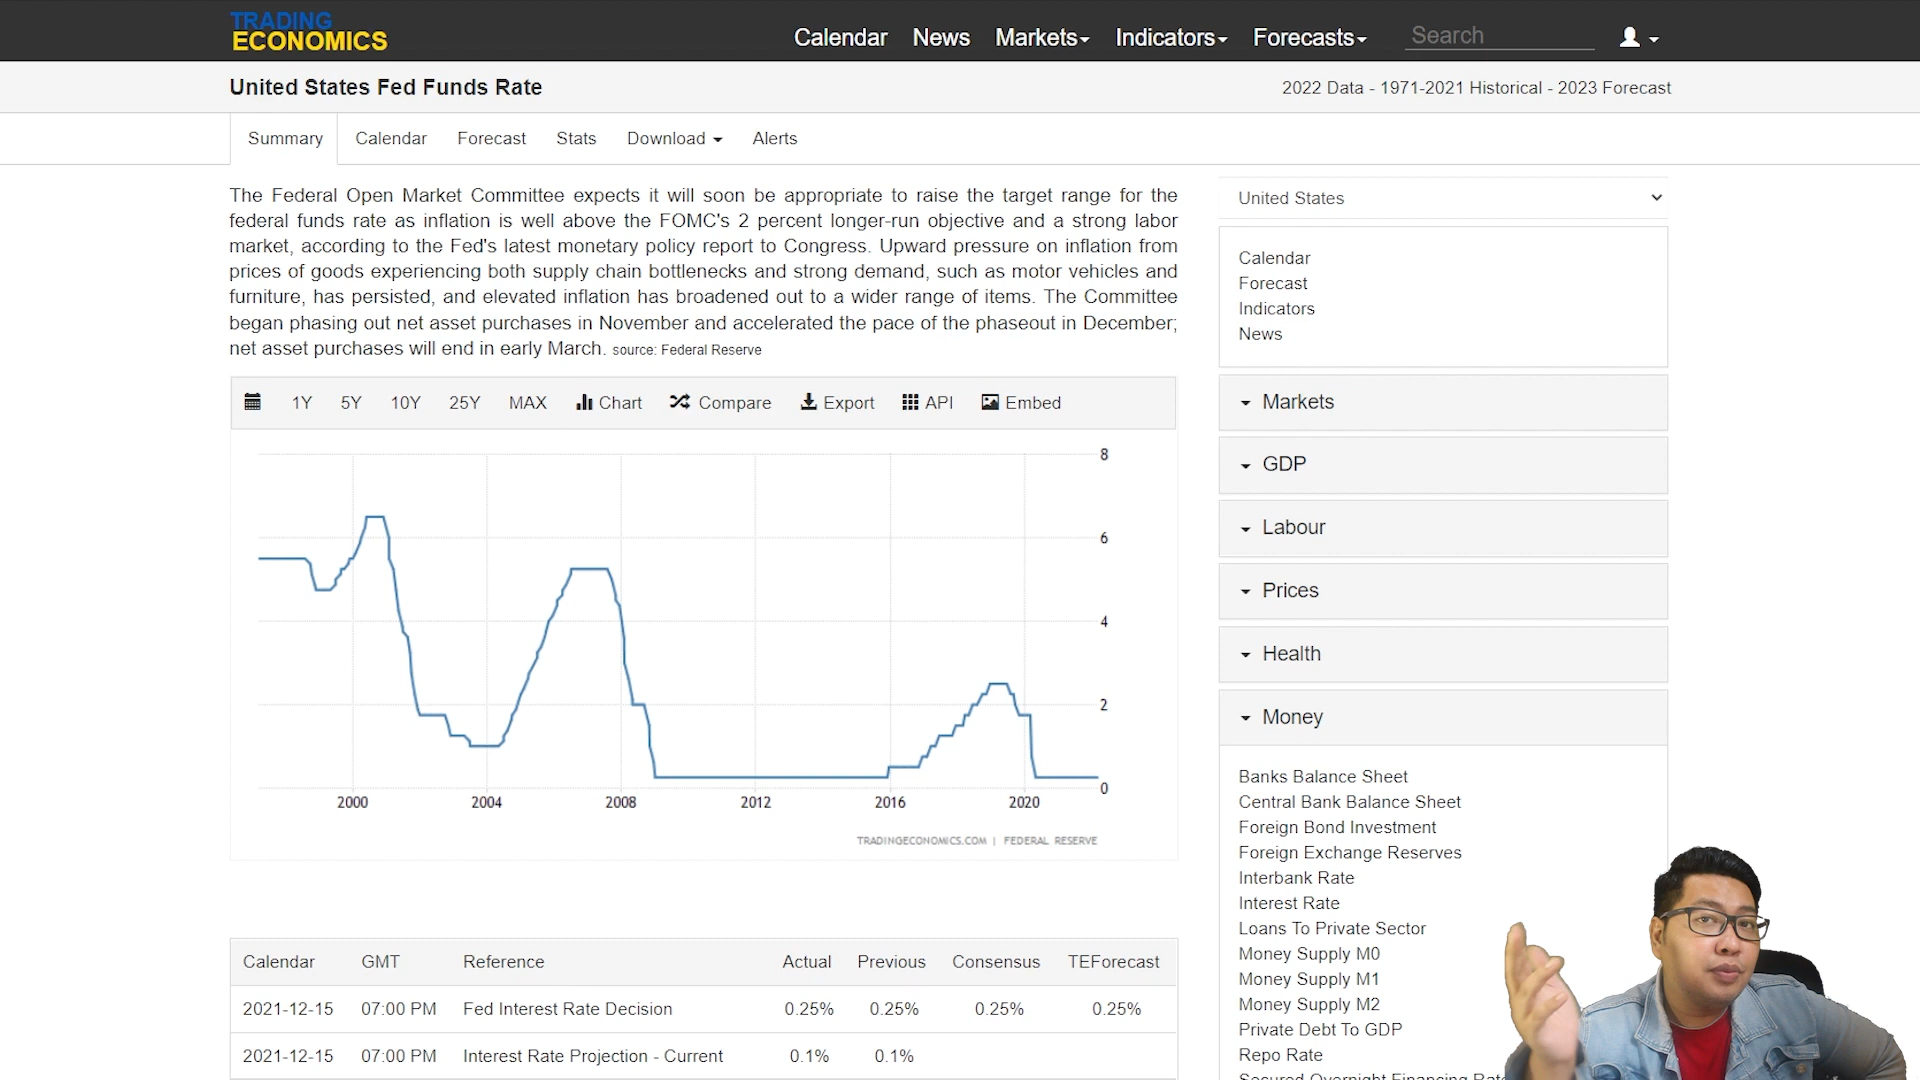 TRADING
ECONOMICS
Calendar News Markets Indicators Forecasts Search
United States Fed Funds Rate
2022 Data - 1971-2021 Historical - 2023 Forecast
Summary Calendar Forecast Stats Download Alerts
The Federal Open Market Committee expects it will soon be appropriate to raise the target range for the
federal funds rate as inflation is well above the FOMC's 2 percent longer-run objective and a strong labor
market, according to the Fed's latest monetary policy report to Congress. Upward pressure on inflation from
prices of goods experiencing both supply chain bottlenecks and strong demand, such as motor vehicles and
furniture, has persisted, and elevated inflation has broadened out to a wider range of items. The Committee
began phasing out net asset purchases in November and accelerated the pace of the phaseout in December;
net asset purchases will end in early March. source: Federal Reserve
1Y 5Y 10Y 25Y MAX Chart Compare Export API Embed
8
6
4
2
0
2000 2004 2008 2012 2016 2020
TRADINGECONOMICS.COM | FEDERAL RESERVE
Calendar GMT Reference Actual Previous Consensus TEForecast
2021-12-15 07:00 PM Fed Interest Rate Decision 0.25% 0.25% 0.25% 0.25%
2021-12-15 07:00 PM Interest Rate Projection - Current 0.1% 0.1%
United States
Calendar
Forecast
Indicators
News
Markets
GDP
Labour
Prices
Health
Money
Banks Balance Sheet
Central Bank Balance Sheet
Foreign Bond Investment
Foreign Exchange Reserves
Interbank Rate
Interest Rate
Loans To Private Sector
Money Supply M0
Money Supply M1
Money Supply M2
Private Debt To GDP
Repo Rate
Secured Overnight Financing Rate